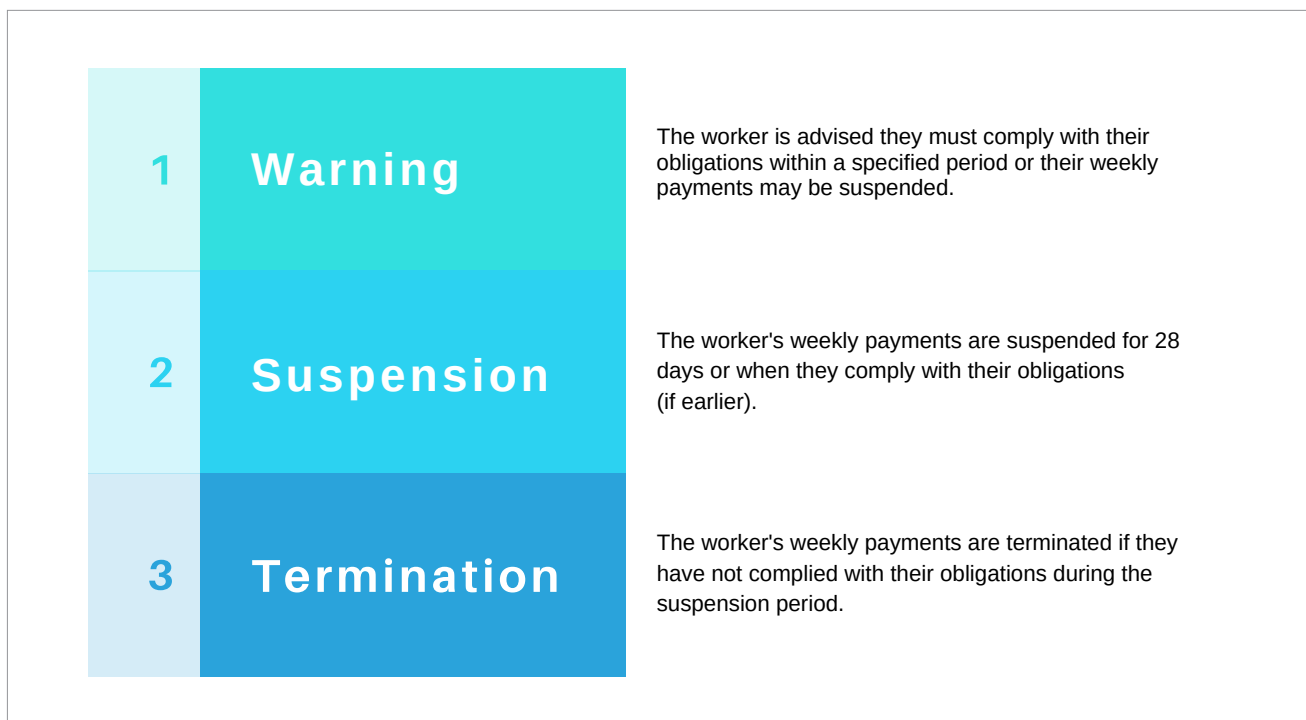 1
Warning
The worker is advised they must comply with their
obligations within a specified period or their weekly
payments may be suspended.
2
Suspension
The worker's weekly payments are suspended for 28
days or when they comply with their obligations
(if earlier).
3
Termination
The worker's weekly payments are terminated if they
have not complied with their obligations during the
suspension period.